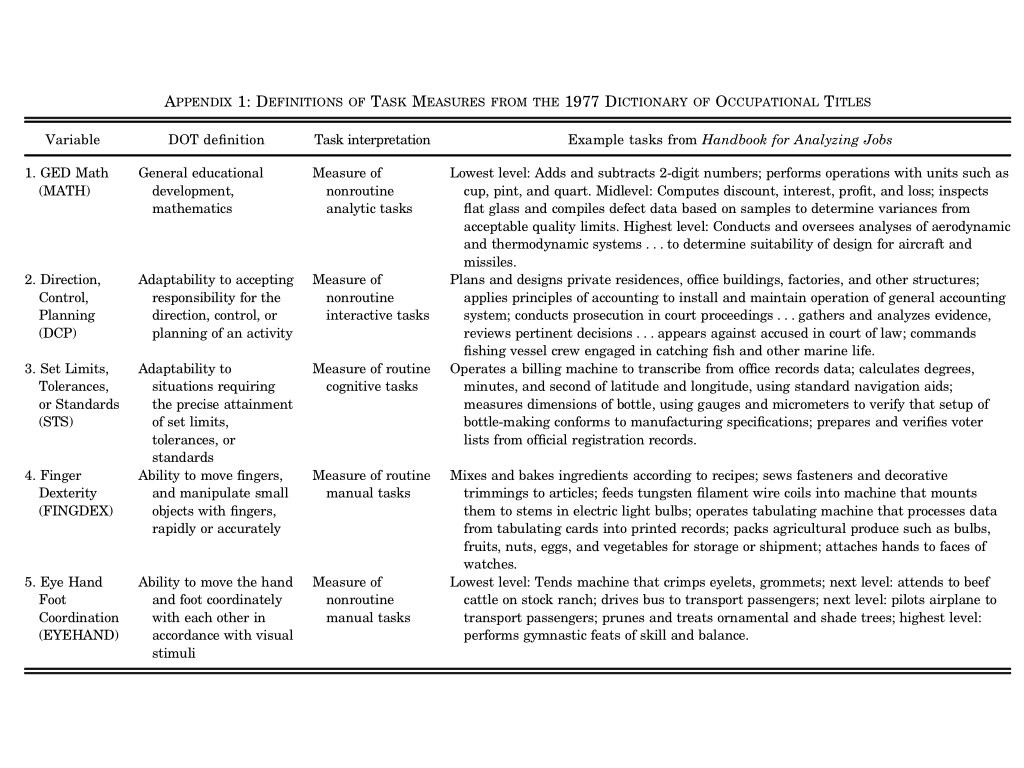 APPENDIX 1: DEFINITIONS OF TASK MEASURES FROM THE 1977 DICTIONARY OF OCCUPATIONAL TITLES
Variable DOT definition Task interpretation Example tasks from Handbook for Analyzing Jobs
1. GED Math General educational Measure of Lowest level: Adds and subtracts 2-digit numbers; performs operations with units such as
(MATH) development, nonroutine cup, pint, and quart. Midlevel: Computes discount, interest, profit, and loss; inspects
mathematics analytic tasks flat glass and compiles defect data based on samples to determine variances from
acceptable quality limits. Highest level: Conducts and oversees analyses of aerodynamic
and thermodynamic systems . . . to determine suitability of design for aircraft and
missiles.
2. Direction, Adaptability to accepting Measure of Plans and designs private residences, office buildings, factories, and other structures;
Control, responsibility for the nonroutine applies principles of accounting to install and maintain operation of general accounting
Planning direction, control, or interactive tasks system; conducts prosecution in court proceedings . . . gathers and analyzes evidence,
(DCP) planning of an activity reviews pertinent decisions . . . appears against accused in court of law; commands
fishing vessel crew engaged in catching fish and other marine life.
3. Set Limits, Adaptability to Measure of routine Operates a billing machine to transcribe from office records data; calculates degrees,
Tolerances, situations requiring cognitive tasks minutes, and second of latitude and longitude, using standard navigation aids;
or Standards the precise attainment measures dimensions of bottle, using gauges and micrometers to verify that setup of
(STS) of set limits, bottle-making conforms to manufacturing specifications; prepares and verifies voter
tolerances, or lists from official registration records.
standards
4. Finger Ability to move fingers, Measure of routine Mixes and bakes ingredients according to recipes; sews fasteners and decorative
Dexterity and manipulate small manual tasks trimmings to articles; feeds tungsten filament wire coils into machine that mounts
(FINGDEX) objects with fingers, them to stems in electric light bulbs; operates tabulating machine that processes data
rapidly or accurately from tabulating cards into printed records; packs agricultural produce such as bulbs,
fruits, nuts, eggs, and vegetables for storage or shipment; attaches hands to faces of
watches.
5. Eye Hand Ability to move the hand Measure of Lowest level: Tends machine that crimps eyelets, grommets; next level: attends to beef
Foot and foot coordinately nonroutine cattle on stock ranch; drives bus to transport passengers; next level: pilots airplane to
Coordination with each other in manual tasks transport passengers; prunes and treats ornamental and shade trees; highest level:
(EYEHAND) accordance with visual performs gymnastic feats of skill and balance.
stimuli